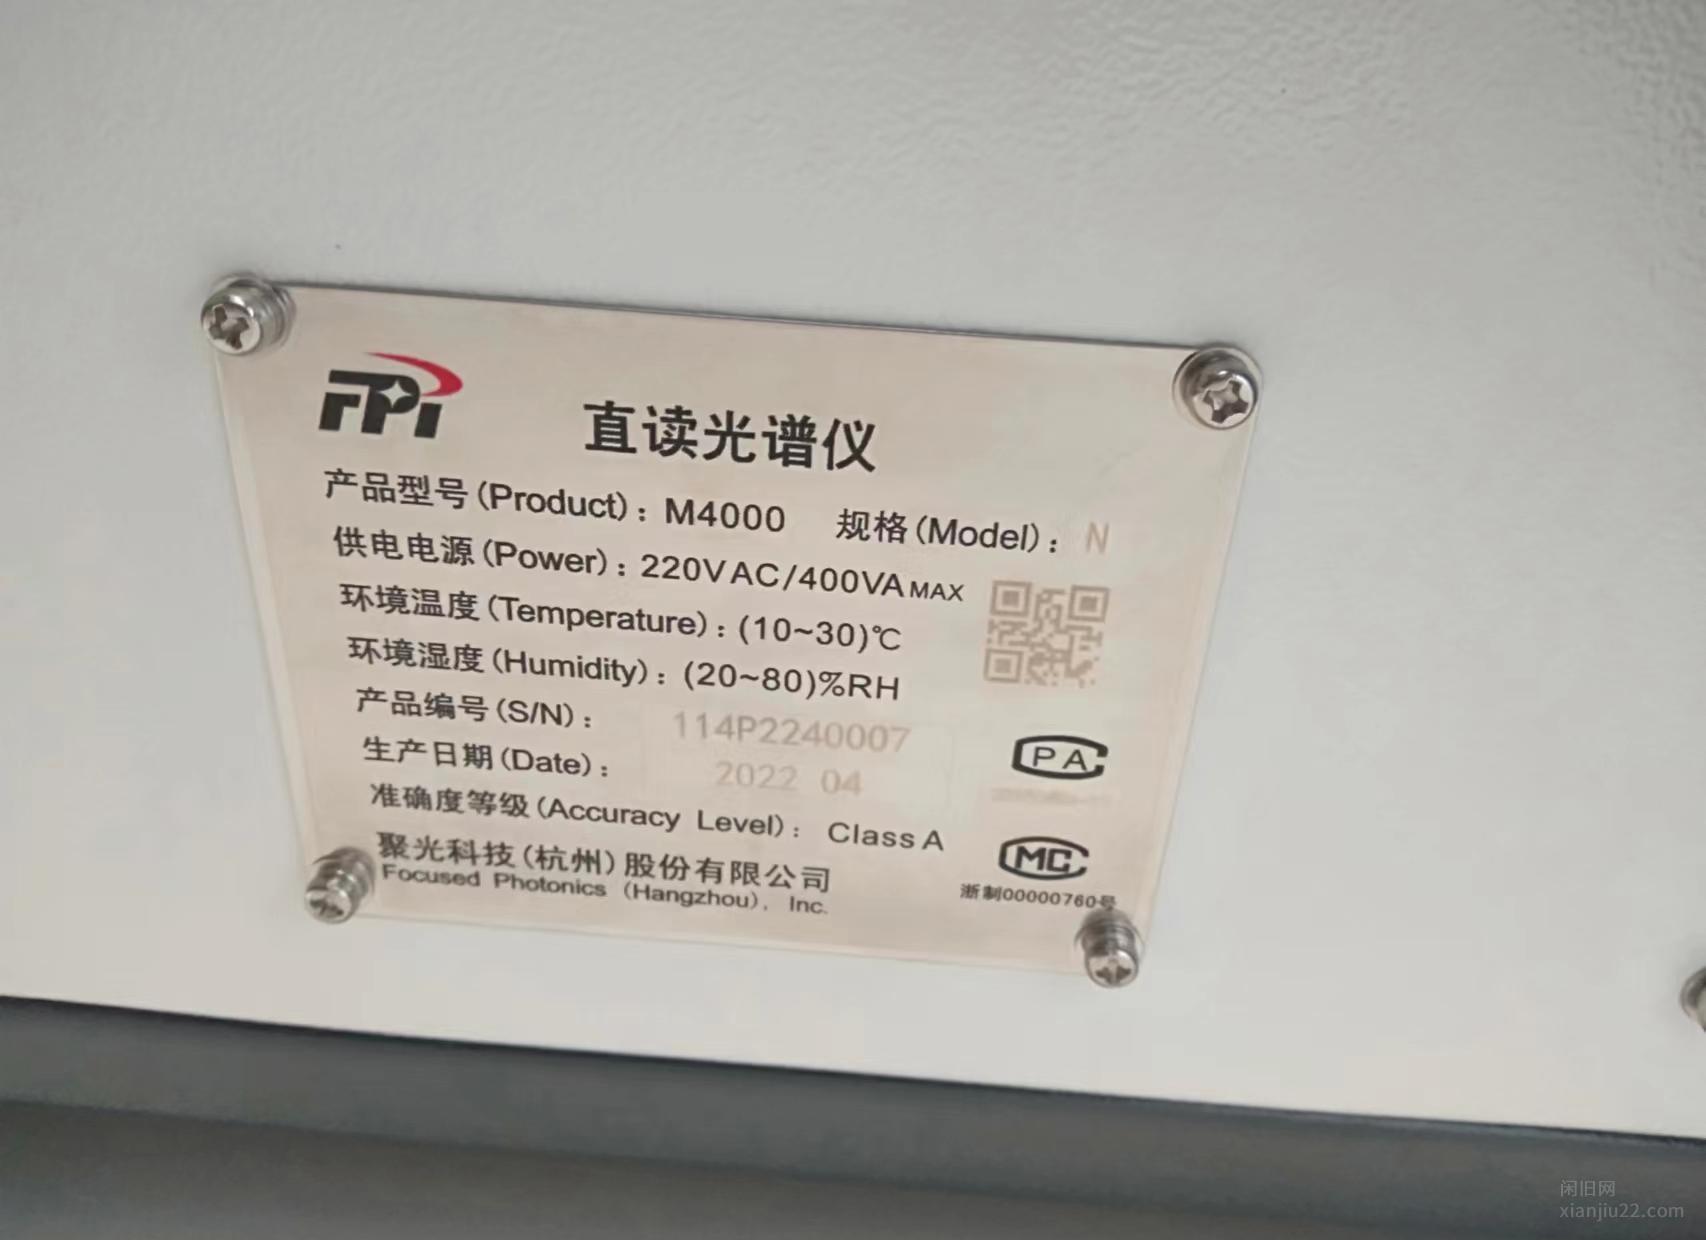 FPI
直读光谱仪
产品型号(Product)：M4000 规格(Model)：N
供电电源(Power)：220VAC/400VAMAX
环境温度(Temperature)：(10~30)℃
环境湿度(Humidity)：(20~80)%RH
产品编号(S/N)：114P2240007
生产日期(Date)：2022 04
准确度等级(Accuracy Level)：Class A
聚光科技(杭州)股份有限公司
Focused Photonics (Hangzhou), Inc.
PA
MC
浙制00000760号
闲旧网
xianjiu22.com